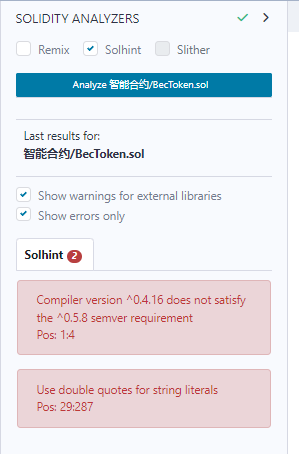 SOLIDITY ANALYZERS
Remix Solhint Slither
Analyze 智能合约/BecToken.sol
Last results for:
智能合约/BecToken.sol
Show warnings for external libraries
Show errors only
Solhint 2
Compiler version ^0.4.16 does not satisfy
the ^0.5.8 semver requirement
Pos: 1:4
Use double quotes for string literals
Pos: 29:287